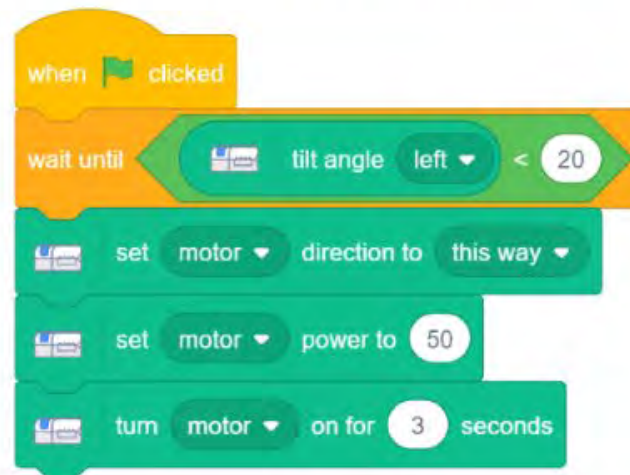 when clicked
wait until tilt angle left < 20
set motor direction to this way
set motor power to 50
turn motor on for 3 seconds